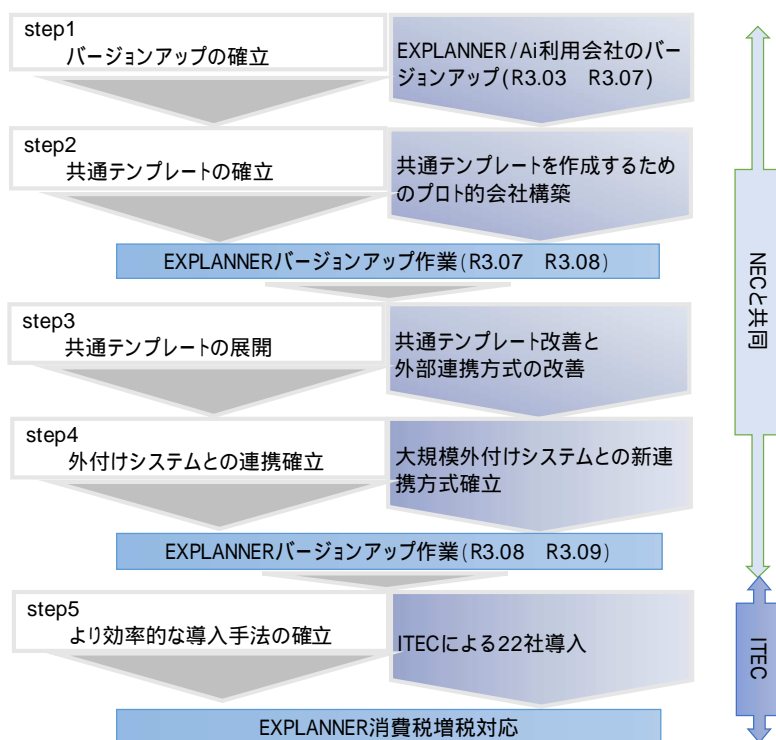 step1
バージョンアップの確立
EXPLANNER/Ai利用会社のバー
ジョンアップ(R3.03 R3.07)
step2
共通テンプレートの確立
共通テンプレートを作成するため
のプロト的会社構築
EXPLANNERバージョンアップ作業(R3.07 R3.08)
step3
共通テンプレートの展開
共通テンプレート改善と
外部連携方式の改善
step4
外付けシステムとの連携確立
大規模外付けシステムとの新連
携方式確立
EXPLANNERバージョンアップ作業(R3.08 R3.09)
step5
より効率的な導入手法の確立
ITECによる22社導入
EXPLANNER消費税増税対応
NECと共同
ITEC